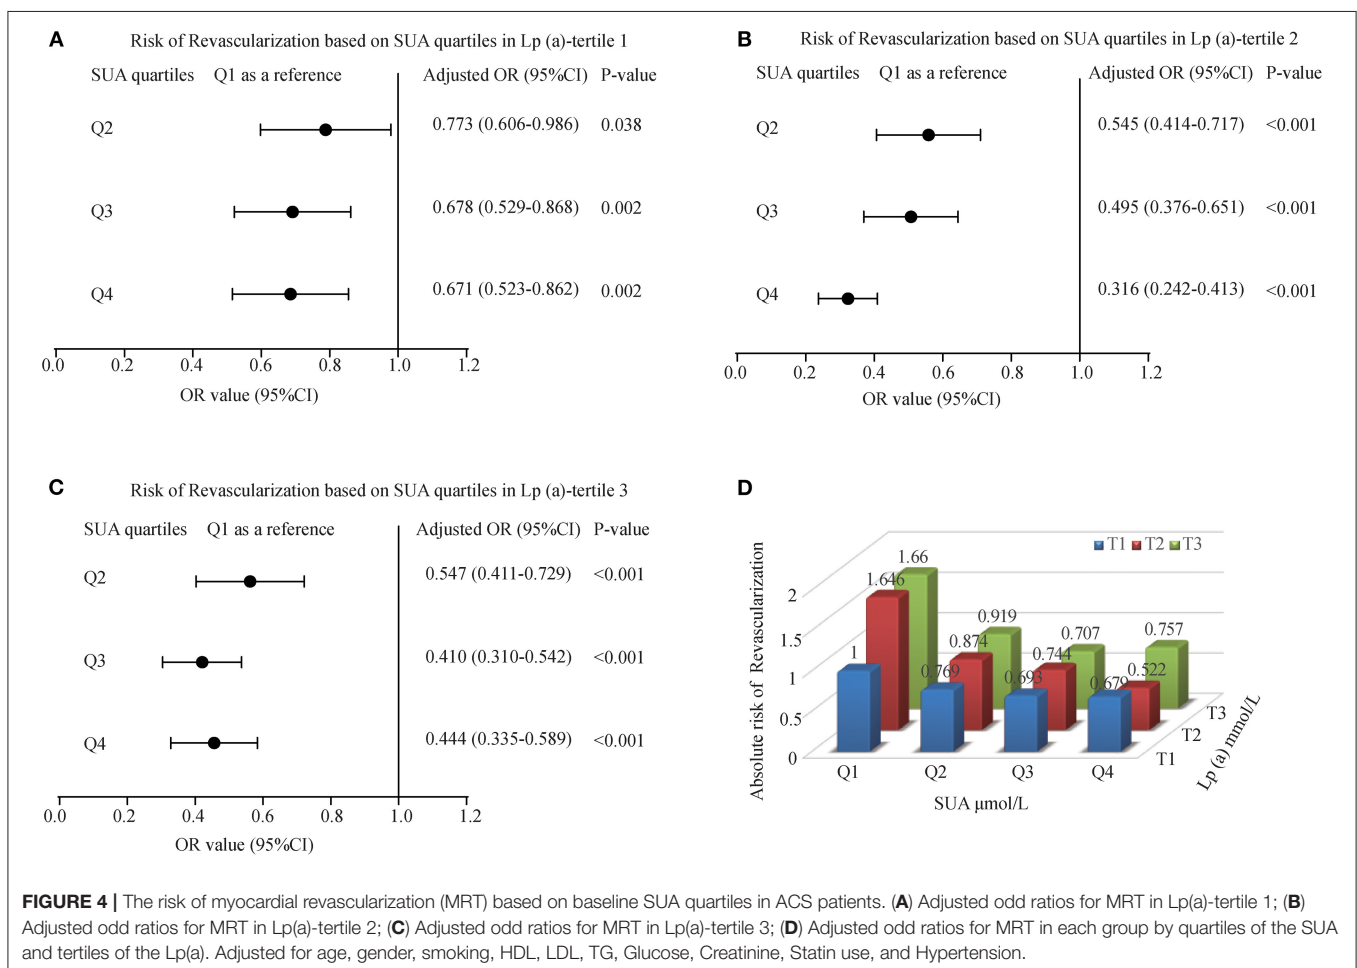 A
Risk of Revascularization based on SUA quartiles in Lp (a)-tertile 1
SUA quartiles Q1 as a reference Adjusted OR (95%CI) P-value
Q2 0.773 (0.606-0.986) 0.038
Q3 0.678 (0.529-0.868) 0.002
Q4 0.671 (0.523-0.862) 0.002
0.0 0.2 0.4 0.6 0.8 1.0 1.2
OR value (95%CI)
B
Risk of Revascularization based on SUA quartiles in Lp (a)-tertile 2
SUA quartiles Q1 as a reference Adjusted OR (95%CI) P-value
Q2 0.545 (0.414-0.717) <0.001
Q3 0.495 (0.376-0.651) <0.001
Q4 0.316 (0.242-0.413) <0.001
0.0 0.2 0.4 0.6 0.8 1.0 1.2
OR value (95%CI)
C
Risk of Revascularization based on SUA quartiles in Lp (a)-tertile 3
SUA quartiles Q1 as a reference Adjusted OR (95%CI) P-value
Q2 0.547 (0.411-0.729) <0.001
Q3 0.410 (0.310-0.542) <0.001
Q4 0.444 (0.335-0.589) <0.001
0.0 0.2 0.4 0.6 0.8 1.0 1.2
OR value (95%CI)
D
T1 T2 T3
Absolute risk of Revascularization
2
1.5
1
0.5
0
1.66
1.646
1
0.919
0.874
0.769
0.707
0.744
0.693
0.757
0.522
0.679
Q1 Q2 Q3 Q4
SUA μmol/L
T1
T2
T3
Lp (a) mmol/L
FIGURE 4 | The risk of myocardial revascularization (MRT) based on baseline SUA quartiles in ACS patients. (A) Adjusted odd ratios for MRT in Lp(a)-tertile 1; (B)
Adjusted odd ratios for MRT in Lp(a)-tertile 2; (C) Adjusted odd ratios for MRT in Lp(a)-tertile 3; (D) Adjusted odd ratios for MRT in each group by quartiles of the SUA
and tertiles of the Lp(a). Adjusted for age, gender, smoking, HDL, LDL, TG, Glucose, Creatinine, Statin use, and Hypertension.